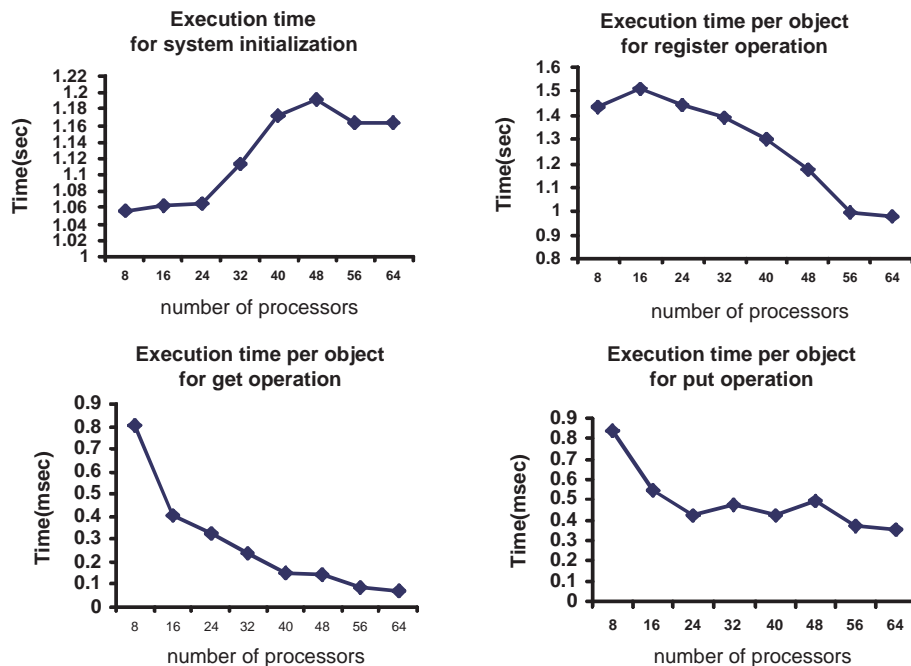 Execution time
for system initialization
Time(sec)
1.22
1.2
1.18
1.16
1.14
1.12
1.1
1.08
1.06
1.04
1.02
1
8 16 24 32 40 48 56 64
number of processors
Execution time per object
for register operation
Time(sec)
1.6
1.5
1.4
1.3
1.2
1.1
1
0.9
0.8
8 16 24 32 40 48 56 64
number of processors
Execution time per object
for get operation
Time(msec)
0.9
0.8
0.7
0.6
0.5
0.4
0.3
0.2
0.1
0
8 16 24 32 40 48 56 64
number of processors
Execution time per object
for put operation
Time(msec)
0.9
0.8
0.7
0.6
0.5
0.4
0.3
0.2
0.1
0
8 16 24 32 40 48 56 64
number of processors